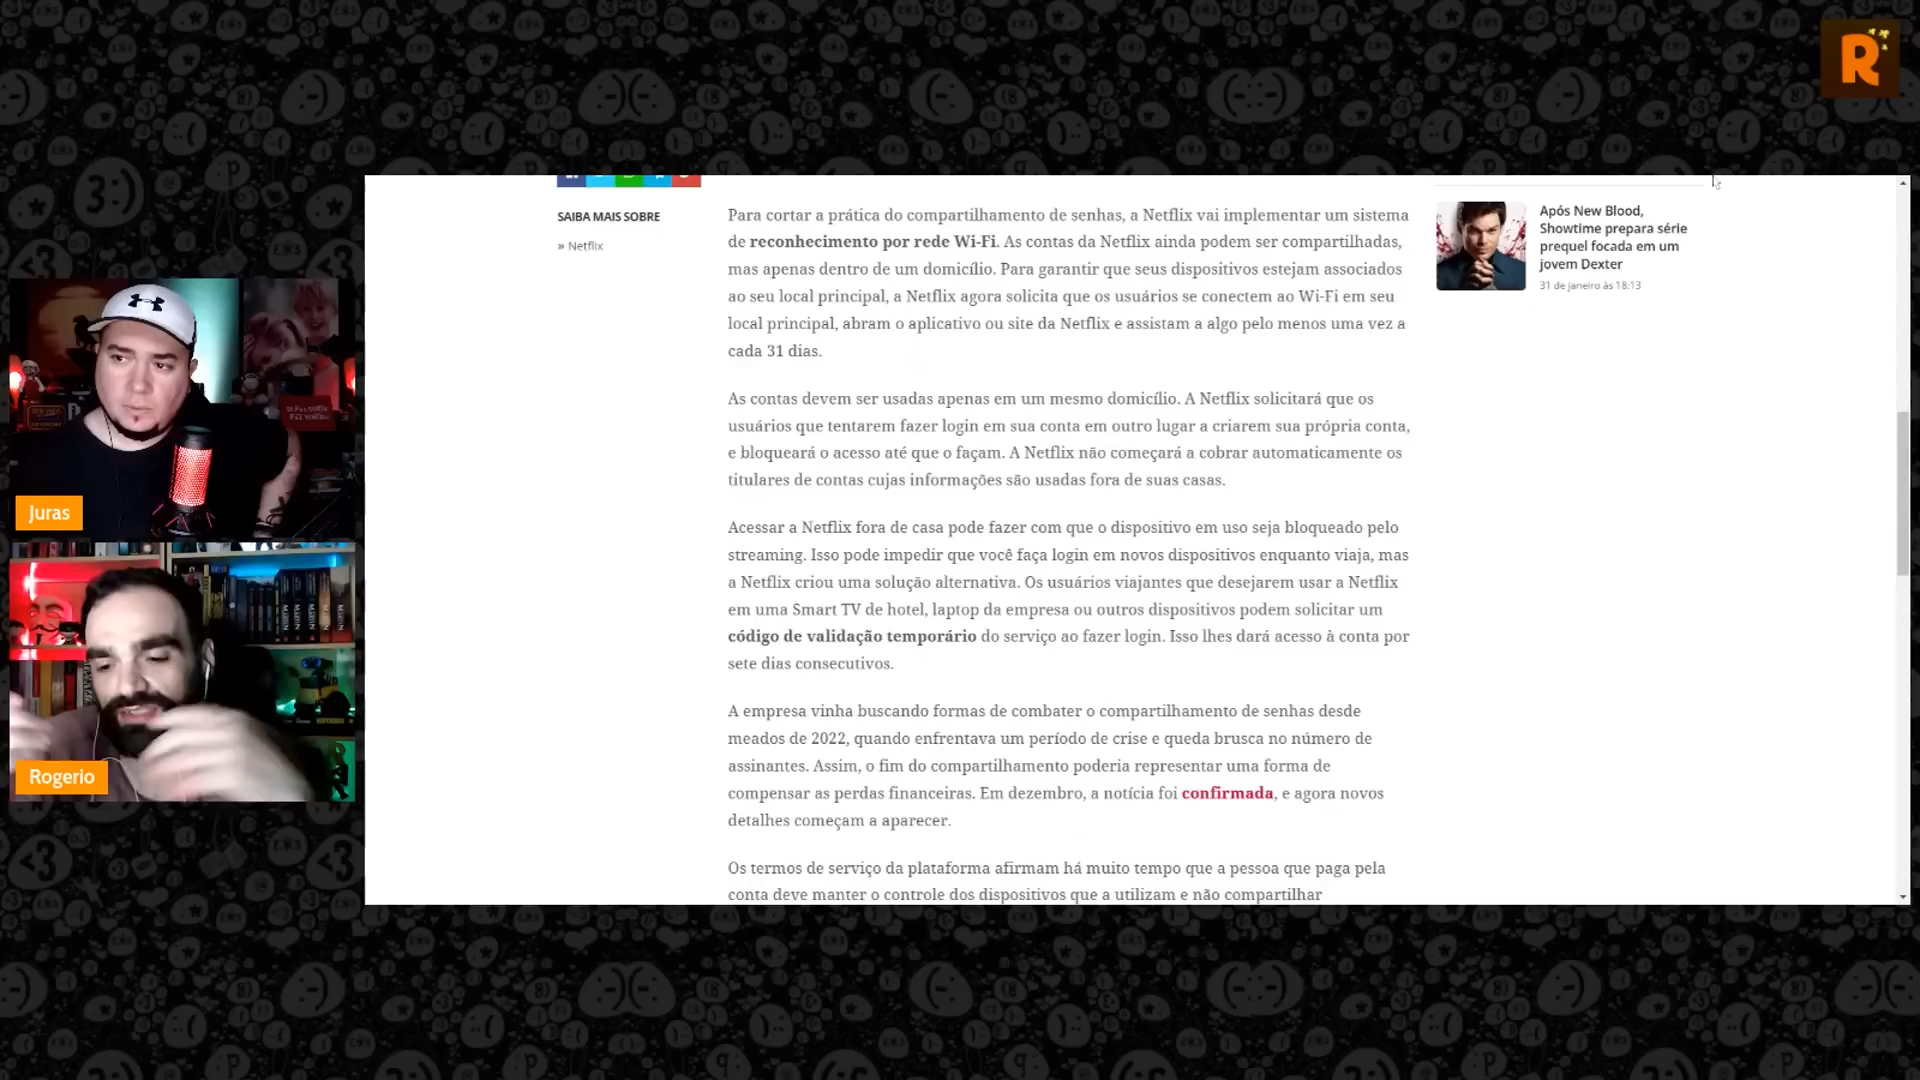 R
SAIBA MAIS SOBRE
» Netflix
Para cortar a prática do compartilhamento de senhas, a Netflix vai implementar um sistema
de reconhecimento por rede Wi-Fi. As contas da Netflix ainda podem ser compartilhadas,
mas apenas dentro de um domicílio. Para garantir que seus dispositivos estejam associados
ao seu local principal, a Netflix agora solicita que os usuários se conectem ao Wi-Fi em seu
local principal, abram o aplicativo ou site da Netflix e assistam a algo pelo menos uma vez a
cada 31 dias.
As contas devem ser usadas apenas em um mesmo domicílio. A Netflix solicitará que os
usuários que tentarem fazer login em sua conta em outro lugar a criarem sua própria conta,
e bloqueará o acesso até que o façam. A Netflix não começará a cobrar automaticamente os
titulares de contas cujas informações são usadas fora de suas casas.
Acessar a Netflix fora de casa pode fazer com que o dispositivo em uso seja bloqueado pelo
streaming. Isso pode impedir que você faça login em novos dispositivos enquanto viaja, mas
a Netflix criou uma solução alternativa. Os usuários viajantes que desejarem usar a Netflix
em uma Smart TV de hotel, laptop da empresa ou outros dispositivos podem solicitar um
código de validação temporário do serviço ao fazer login. Isso lhes dará acesso à conta por
sete dias consecutivos.
A empresa vinha buscando formas de combater o compartilhamento de senhas desde
meados de 2022, quando enfrentava um período de crise e queda brusca no número de
assinantes. Assim, o fim do compartilhamento poderia representar uma forma de
compensar as perdas financeiras. Em dezembro, a notícia foi confirmada, e agora novos
detalhes começam a aparecer.
Os termos de serviço da plataforma afirmam há muito tempo que a pessoa que paga pela
conta deve manter o controle dos dispositivos que a utilizam e não compartilhar
Após New Blood,
Showtime prepara série
prequel focada em um
jovem Dexter
31 de janeiro às 18:13
Juras
Rogerio